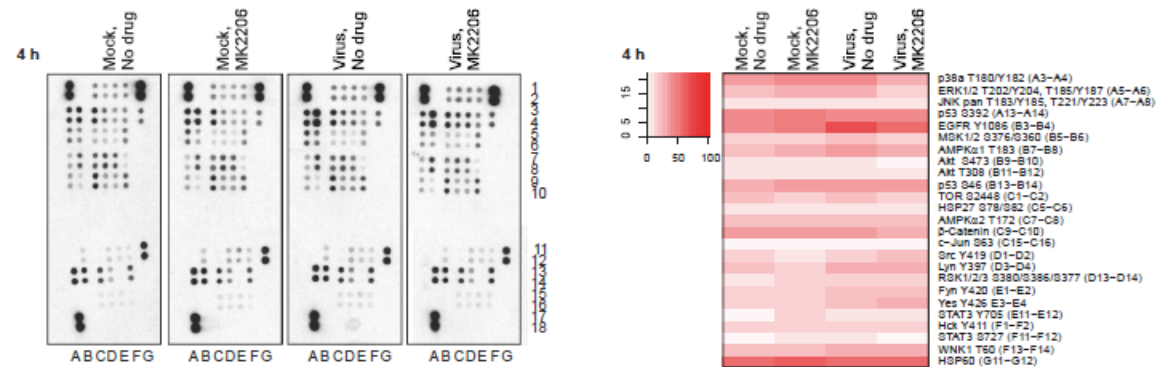 4 h
Mock, No drug
Mock, MK2206
Virus, No drug
Virus, MK2206
1
2
3
4
5
6
7
8
9
10
11
12
13
14
15
16
17
18
ABCDEFG
ABCDEFG
ABCDEFG
ABCDEFG
4 h
Mock, No drug
Mock, MK2206
Virus, No drug
Virus, MK2206
15
5
0
0
50
100
p38a T180/Y182 (A3-A4)
ERK1/2 T202/Y204, T185/Y187 (A5-A6)
JNK pan T183/Y185, T221/Y223 (A7-A8)
p53 S392 (A13-A14)
EGFR Y1086 (B3-B4)
MSK1/2 S376/S360 (B5-B6)
AMPKα1 T183 (B7-B8)
Akt S473 (B9-B10)
Akt T308 (B11-B12)
p53 S46 (B13-B14)
TOR S2448 (C1-C2)
HSP27 S78/S82 (C5-C6)
AMPKα2 T172 (C7-C8)
β-Catenin (C9-C10)
c-Jun S63 (C15-C16)
Src Y419 (D1-D2)
Lyn Y397 (D3-D4)
RSK1/2/3 S380/S386/S377 (D13-D14)
Fyn Y420 (E1-E2)
Yes Y426 E3-E4
STAT3 Y705 (E11-E12)
Hck Y411 (F1-F2)
STAT3 S727 (F11-F12)
WNK1 T60 (F13-F14)
HSP60 (G11-G12)